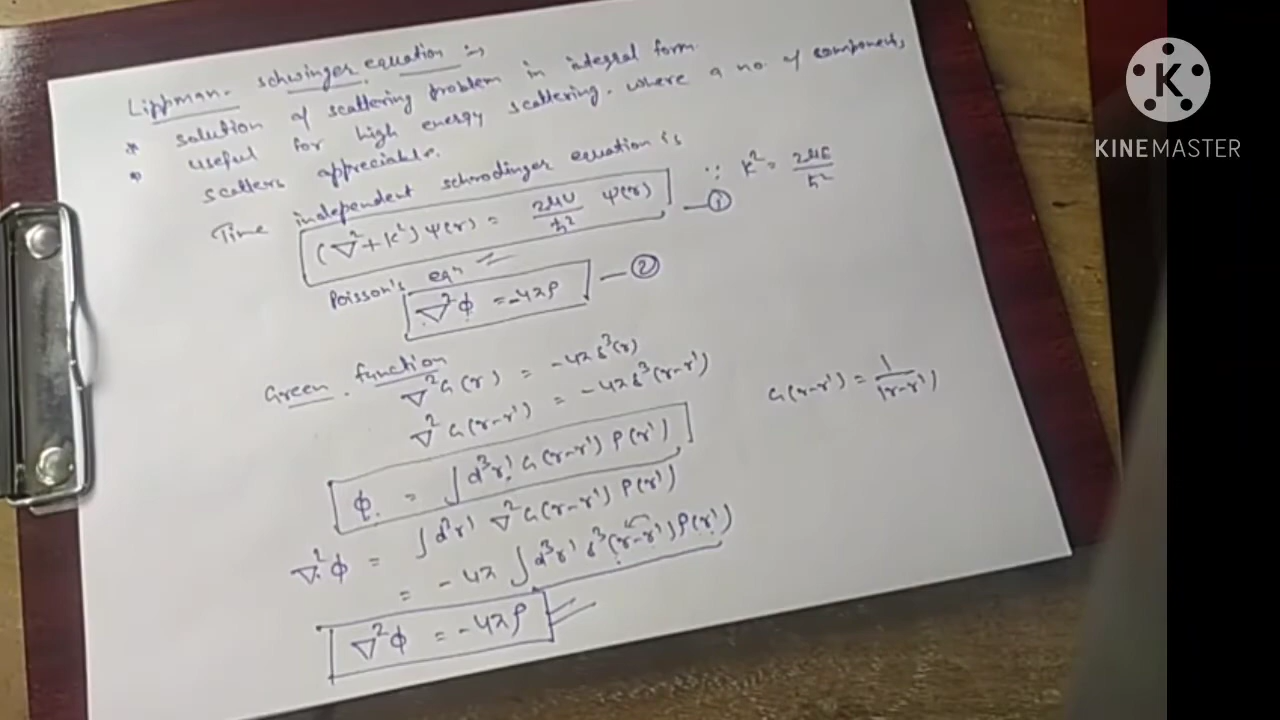 Lippman. schwinger equation :-
* solution of scattering problem in integral form.
* useful for high energy scattering. where a no. of components
scatters appreciable.
Time independent schrodinger equation is
(∇²+k²) ψ(r) = 2μV/ħ² ψ(r) —① ∵ k² = 2μE/ħ²
Poisson's eqⁿ
∇²ϕ = -4πρ —②
Green function
∇²G(r) = -4πδ³(r)
∇²G(r-r') = -4πδ³(r-r') G(r-r') = 1/|r-r'|
ϕ = ∫d³r' G(r-r') ρ(r')
∇²ϕ = ∫d³r' ∇²G(r-r') ρ(r')
= -4π ∫d³r' δ³(r-r') ρ(r')
∇²ϕ = -4πρ
K
KINEMASTER